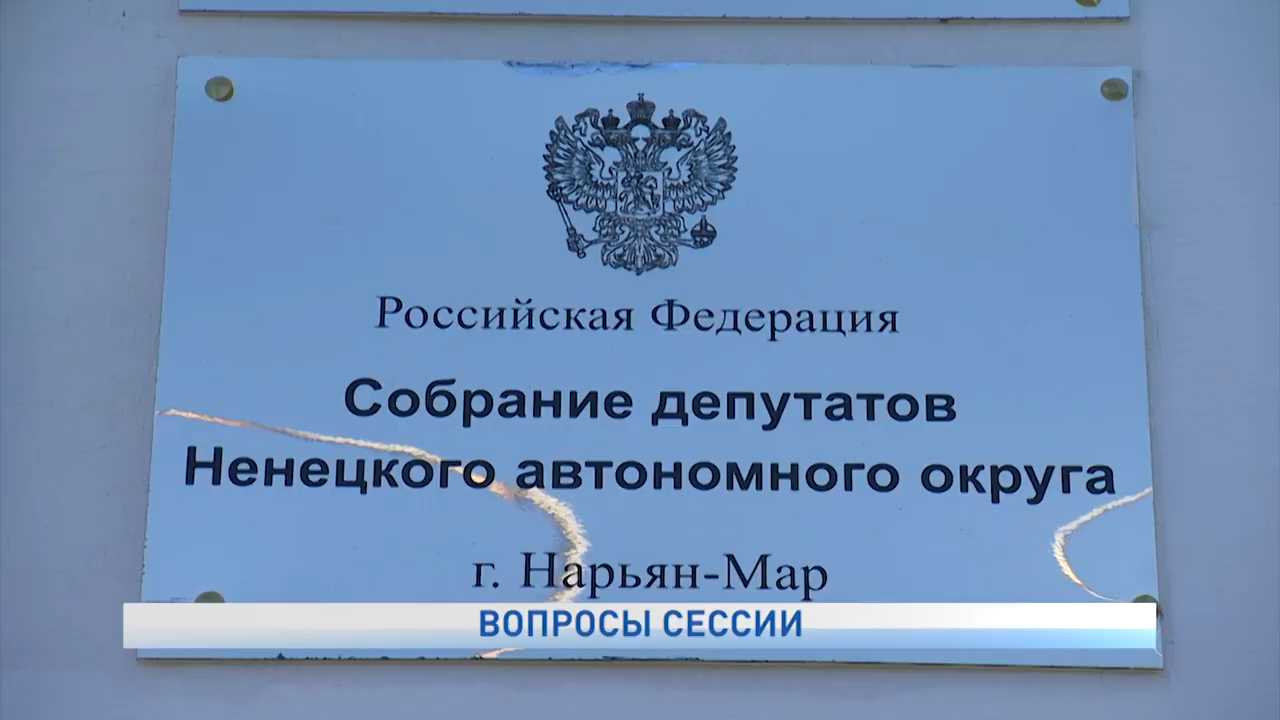 Российская Федерация
Собрание депутатов
Ненецкого автономного округа
г. Нарьян-Мар
ВОПРОСЫ СЕССИИ